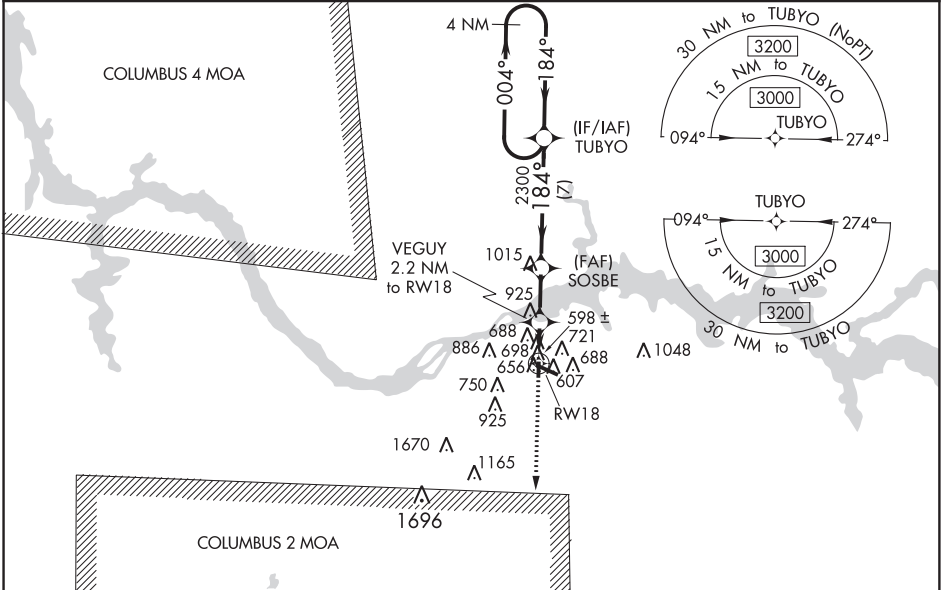 4 NM
004°
184°
COLUMBUS 4 MOA
(IF/IAF)
TUBYO
2300
184°
(7)
30 NM to TUBYO (NoPT)
3200
15 NM to TUBYO
3000
TUBYO
094°
274°
TUBYO
094°
274°
3000
15 NM to TUBYO
3200
30 NM to TUBYO
VEGUY
2.2 NM
to RW18
1015
(FAF)
SOSBE
925
598 ±
688
721
886
698
688
1048
656
607
750
925
RW18
1670
1165
1696
COLUMBUS 2 MOA